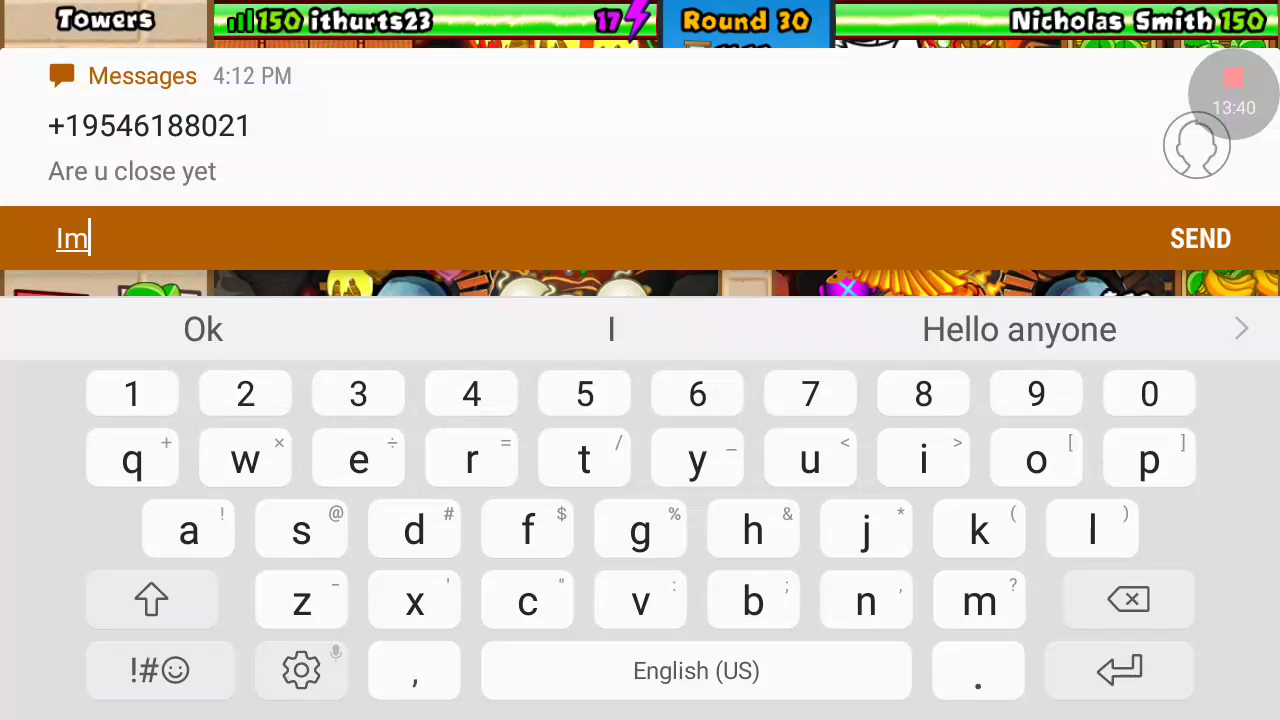 Towers
150 ithurts23
17
Round 30
Nicholas Smith 150
Messages 4:12 PM
13:40
+19546188021
Are u close yet
Im
SEND
Ok
I
Hello anyone
1 2 3 4 5 6 7 8 9 0
q + w × e ÷ r = t / y _ u < i > o [ p ]
a ! s @ d # f $ g % h & j * k ( l )
z - x ' c " v : b ; n , m ?
!#☺ , English (US) .